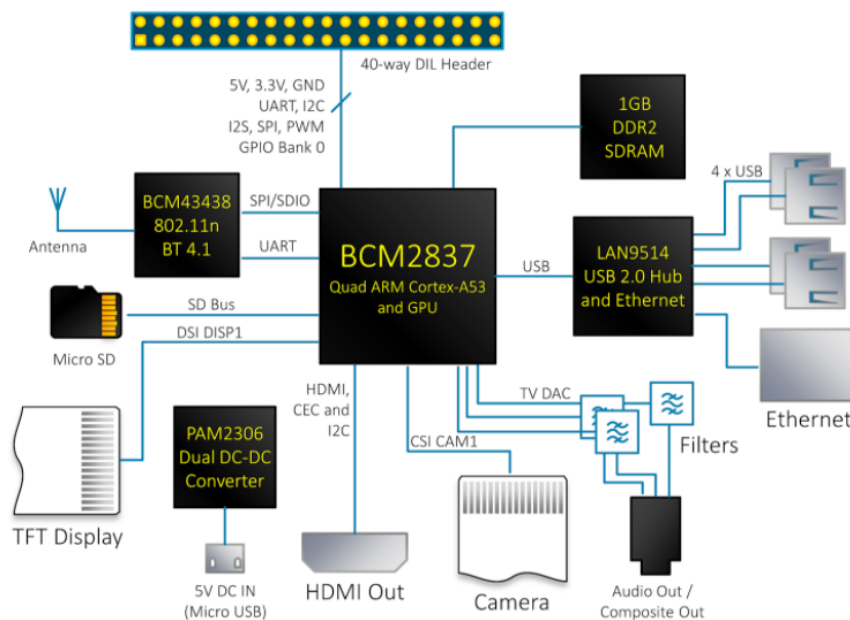 40-way DIL Header
5V, 3.3V, GND
UART, I2C
I2S, SPI, PWM
GPIO Bank 0
1GB
DDR2
SDRAM
4 x USB
BCM43438
802.11n
BT 4.1
SPI/SDIO
UART
Antenna
BCM2837
Quad ARM Cortex-A53
and GPU
USB
LAN9514
USB 2.0 Hub
and Ethernet
SD Bus
Micro SD
DSI DISP1
HDMI,
CEC and
I2C
TV DAC
Ethernet
PAM2306
Dual DC-DC
Converter
CSI CAM1
Filters
TFT Display
5V DC IN
(Micro USB)
HDMI Out
Camera
Audio Out /
Composite Out